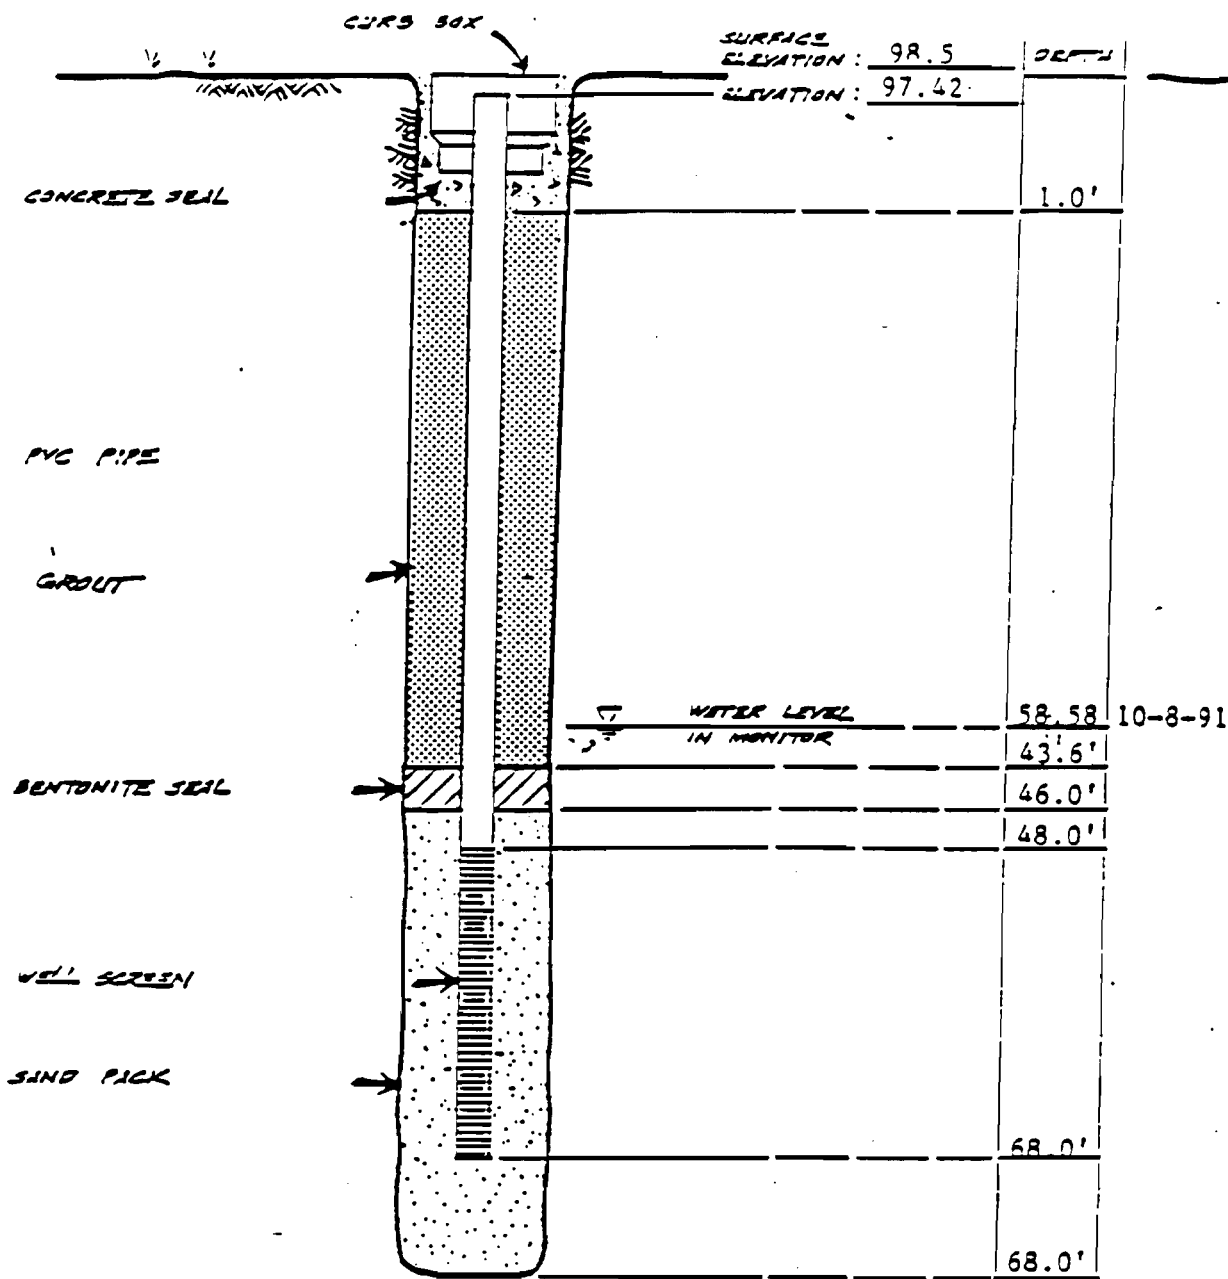 CURB BOX
SURFACE
ELEVATION: 98.5
DEPTH
ELEVATION: 97.42
CONCRETE SEAL
1.0'
PVC PIPE
GROUT
WATER LEVEL
IN MONITOR
58.58 10-8-91
43.6'
BENTONITE SEAL
46.0'
48.0'
WELL SCREEN
SAND PACK
68.0'
68.0'